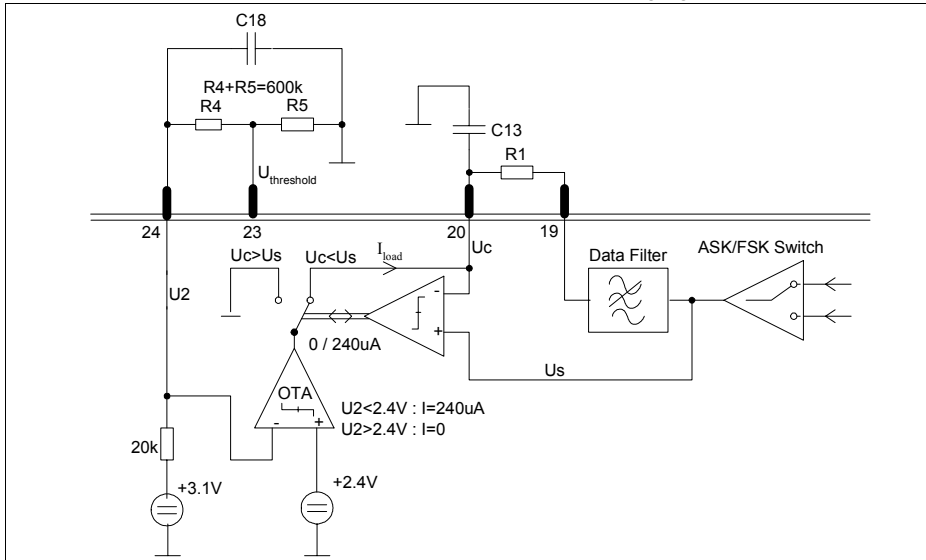 C18
R4+R5=600k
R4 R5
C13
R1
Uthreshold
24 23 20 19
Uc
Uc>Us Uc<Us Iload
Data Filter ASK/FSK Switch
U2
-
+
0 / 240uA
Us
OTA
U2<2.4V : I=240uA
U2>2.4V : I=0
- +
20k
+3.1V +2.4V